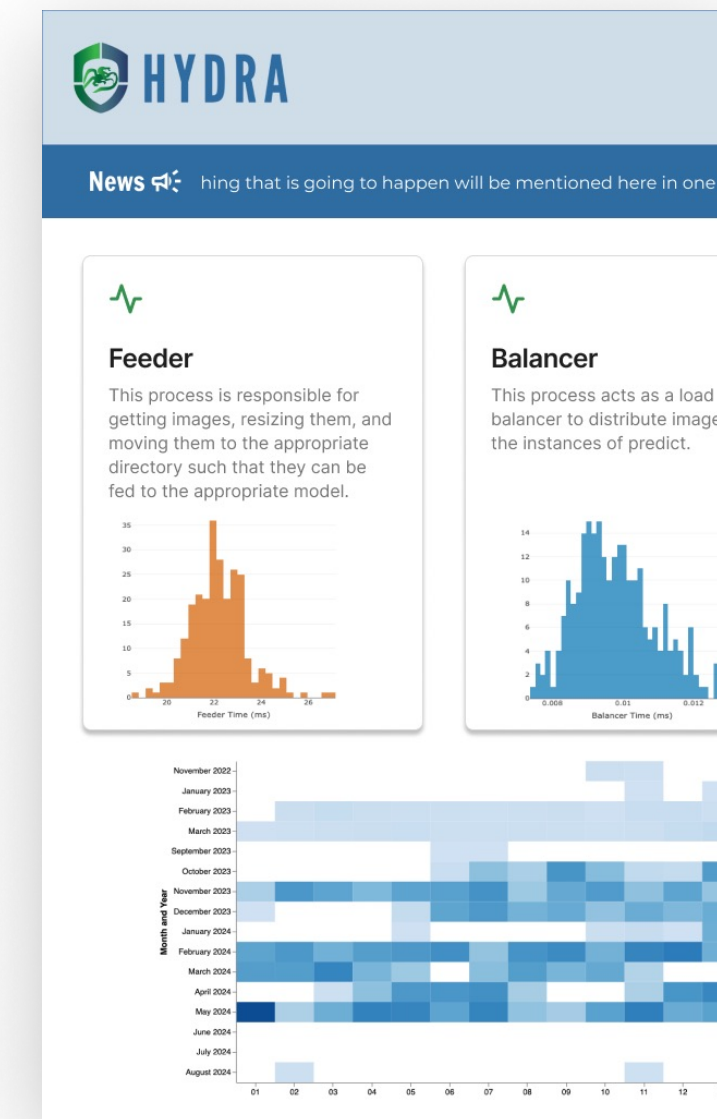 HYDRA
News
hing that is going to happen will be mentioned here in one
Feeder
This process is responsible for
getting images, resizing them, and
moving them to the appropriate
directory such that they can be
fed to the appropriate model.
35
30
25
20
15
10
5
0
20 22 24 26
Feeder Time (ms)
Balancer
This process acts as a load
balancer to distribute image
the instances of predict.
14
12
10
8
6
4
2
0
0.008 0.01 0.012
Balancer Time (ms)
Month and Year
November 2022
January 2023
February 2023
March 2023
September 2023
October 2023
November 2023
December 2023
January 2024
February 2024
March 2024
April 2024
May 2024
June 2024
July 2024
August 2024
01 02 03 04 05 06 07 08 09 10 11 12